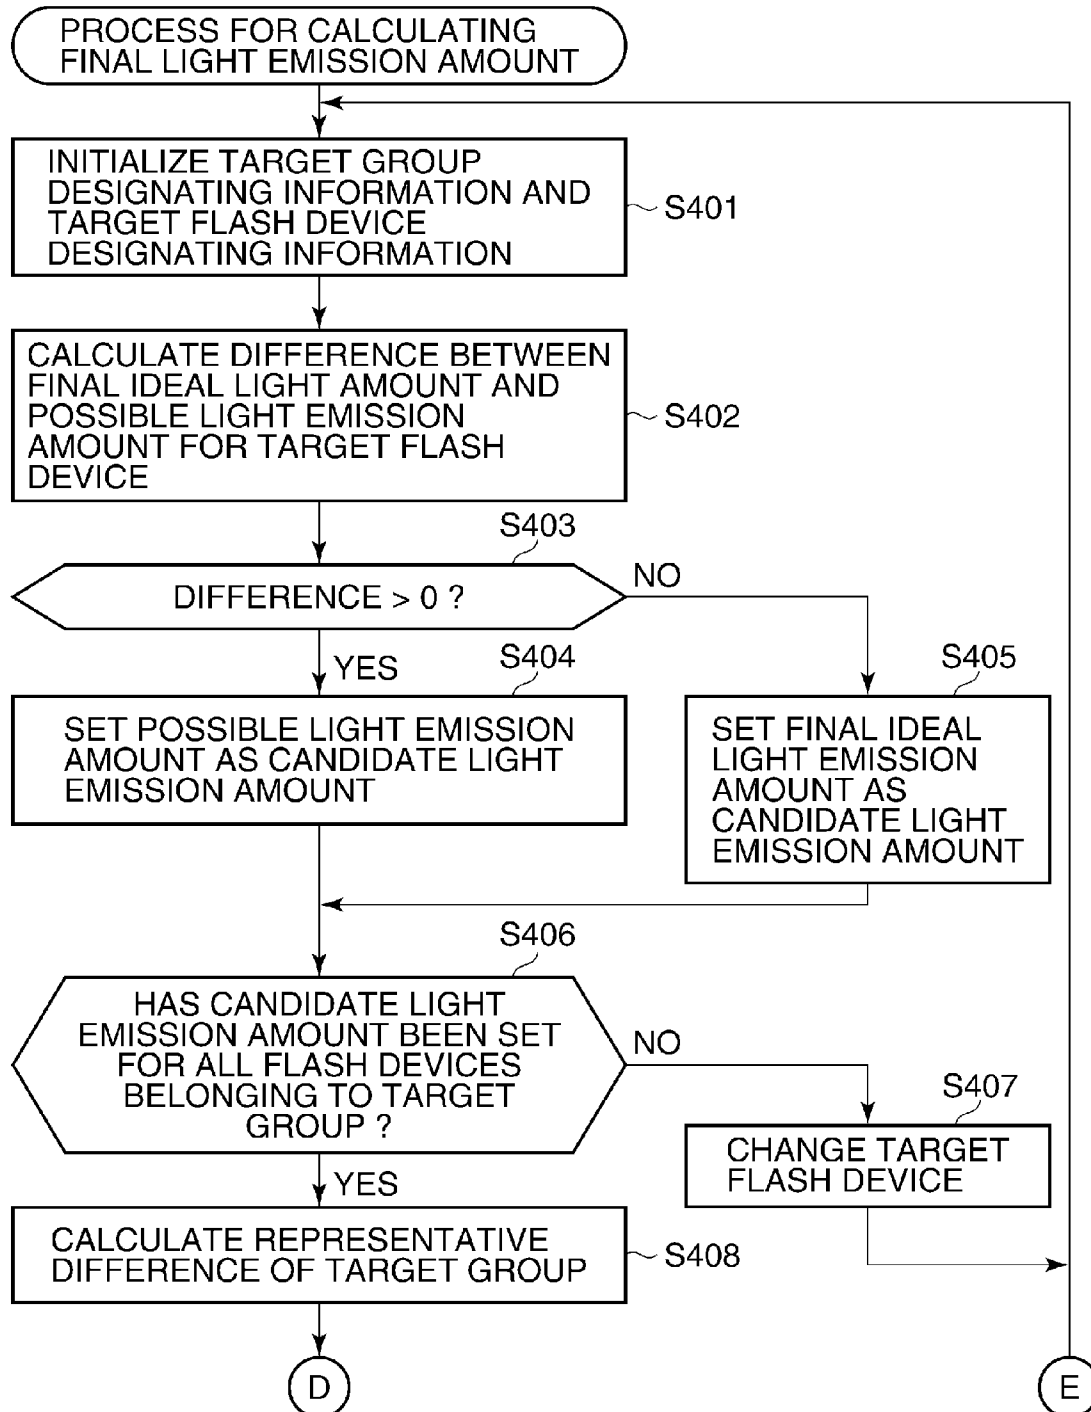 PROCESS FOR CALCULATING
FINAL LIGHT EMISSION AMOUNT
INITIALIZE TARGET GROUP
DESIGNATING INFORMATION AND
TARGET FLASH DEVICE
DESIGNATING INFORMATION
S401
CALCULATE DIFFERENCE BETWEEN
FINAL IDEAL LIGHT AMOUNT AND
POSSIBLE LIGHT EMISSION
AMOUNT FOR TARGET FLASH
DEVICE
S402
S403
DIFFERENCE > 0 ?
NO
YES
S404
SET POSSIBLE LIGHT EMISSION
AMOUNT AS CANDIDATE LIGHT
EMISSION AMOUNT
S405
SET FINAL IDEAL
LIGHT EMISSION
AMOUNT AS
CANDIDATE LIGHT
EMISSION AMOUNT
S406
HAS CANDIDATE LIGHT
EMISSION AMOUNT BEEN SET
FOR ALL FLASH DEVICES
BELONGING TO TARGET
GROUP ?
NO
YES
S407
CHANGE TARGET
FLASH DEVICE
CALCULATE REPRESENTATIVE
DIFFERENCE OF TARGET GROUP
S408
D
E